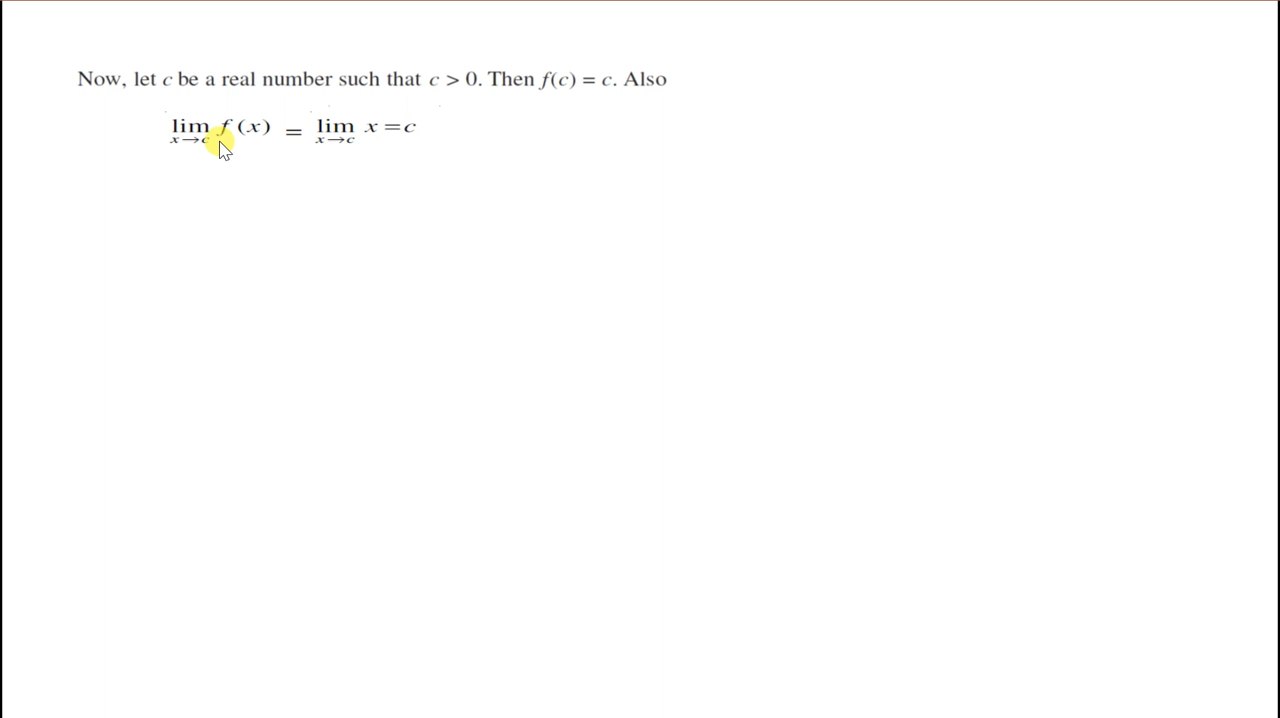 Now, let c be a real number such that c > 0. Then f(c) = c. Also
lim x→c f (x) = lim x→c x = c